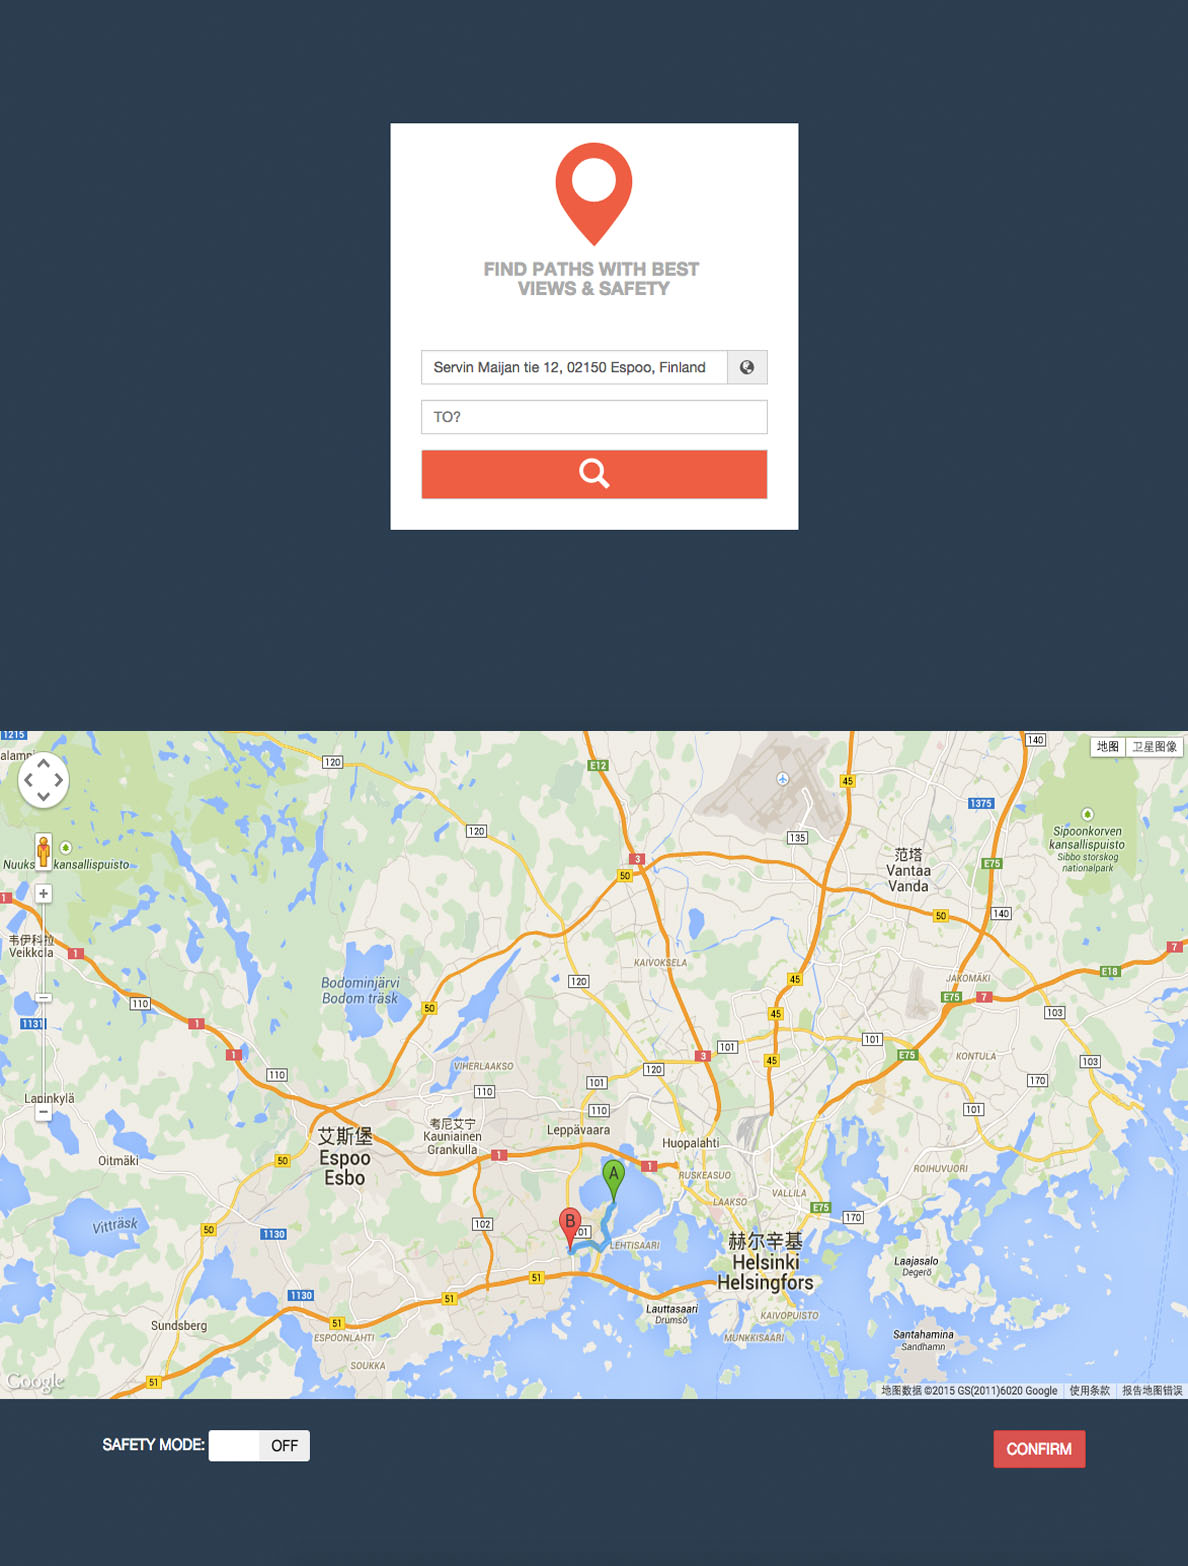 FIND PATHS WITH BEST
VIEWS & SAFETY
Servin Maijan tie 12, 02150 Espoo, Finland
TO?
1215
alampi
120
E12
45
140
地图
卫星图像
1375
Sipoonkorven
kansallispuisto
Sibbo storskog
nationalpark
120
135
3
50
E75
范塔
Vantaa
Vanda
Nuuks
kansallispuisto
1
50
140
韦伊科拉
Veikkola
1
KAIVOKSELA
JAKOMÄKI
7
E18
Bodominjärvi
Bodom träsk
120
45
110
50
E75
7
103
1131
1
45
1
101
101
E75
3
45
KONTULA
103
VIHERLAAKSO
120
110
101
170
110
Lapinkylä
110
101
艾斯堡
Espoo
Esbo
考尼艾宁
Kauniainen
Grankulla
Leppävaara
Huopalahti
Oitmäki
50
1
1
A
RUSKEASUO
ROIHUVUORI
LAAKSO
VALLILA
Vitträsk
50
102
B
101
E75
170
1130
LEHTISAARI
赫尔辛基
Helsinki
Helsingfors
Laajasalo
Degerö
51
1130
51
51
Lauttasaari
Drumsö
KAIVOPUISTO
Sundsberg
ESPOONLAHTI
MUNKKISAARI
Santahamina
Sandhamn
SOUKKA
51
Google
地图数据 ©2015 GS(2011)6020 Google
使用条款
报告地图错误
SAFETY MODE:
OFF
CONFIRM